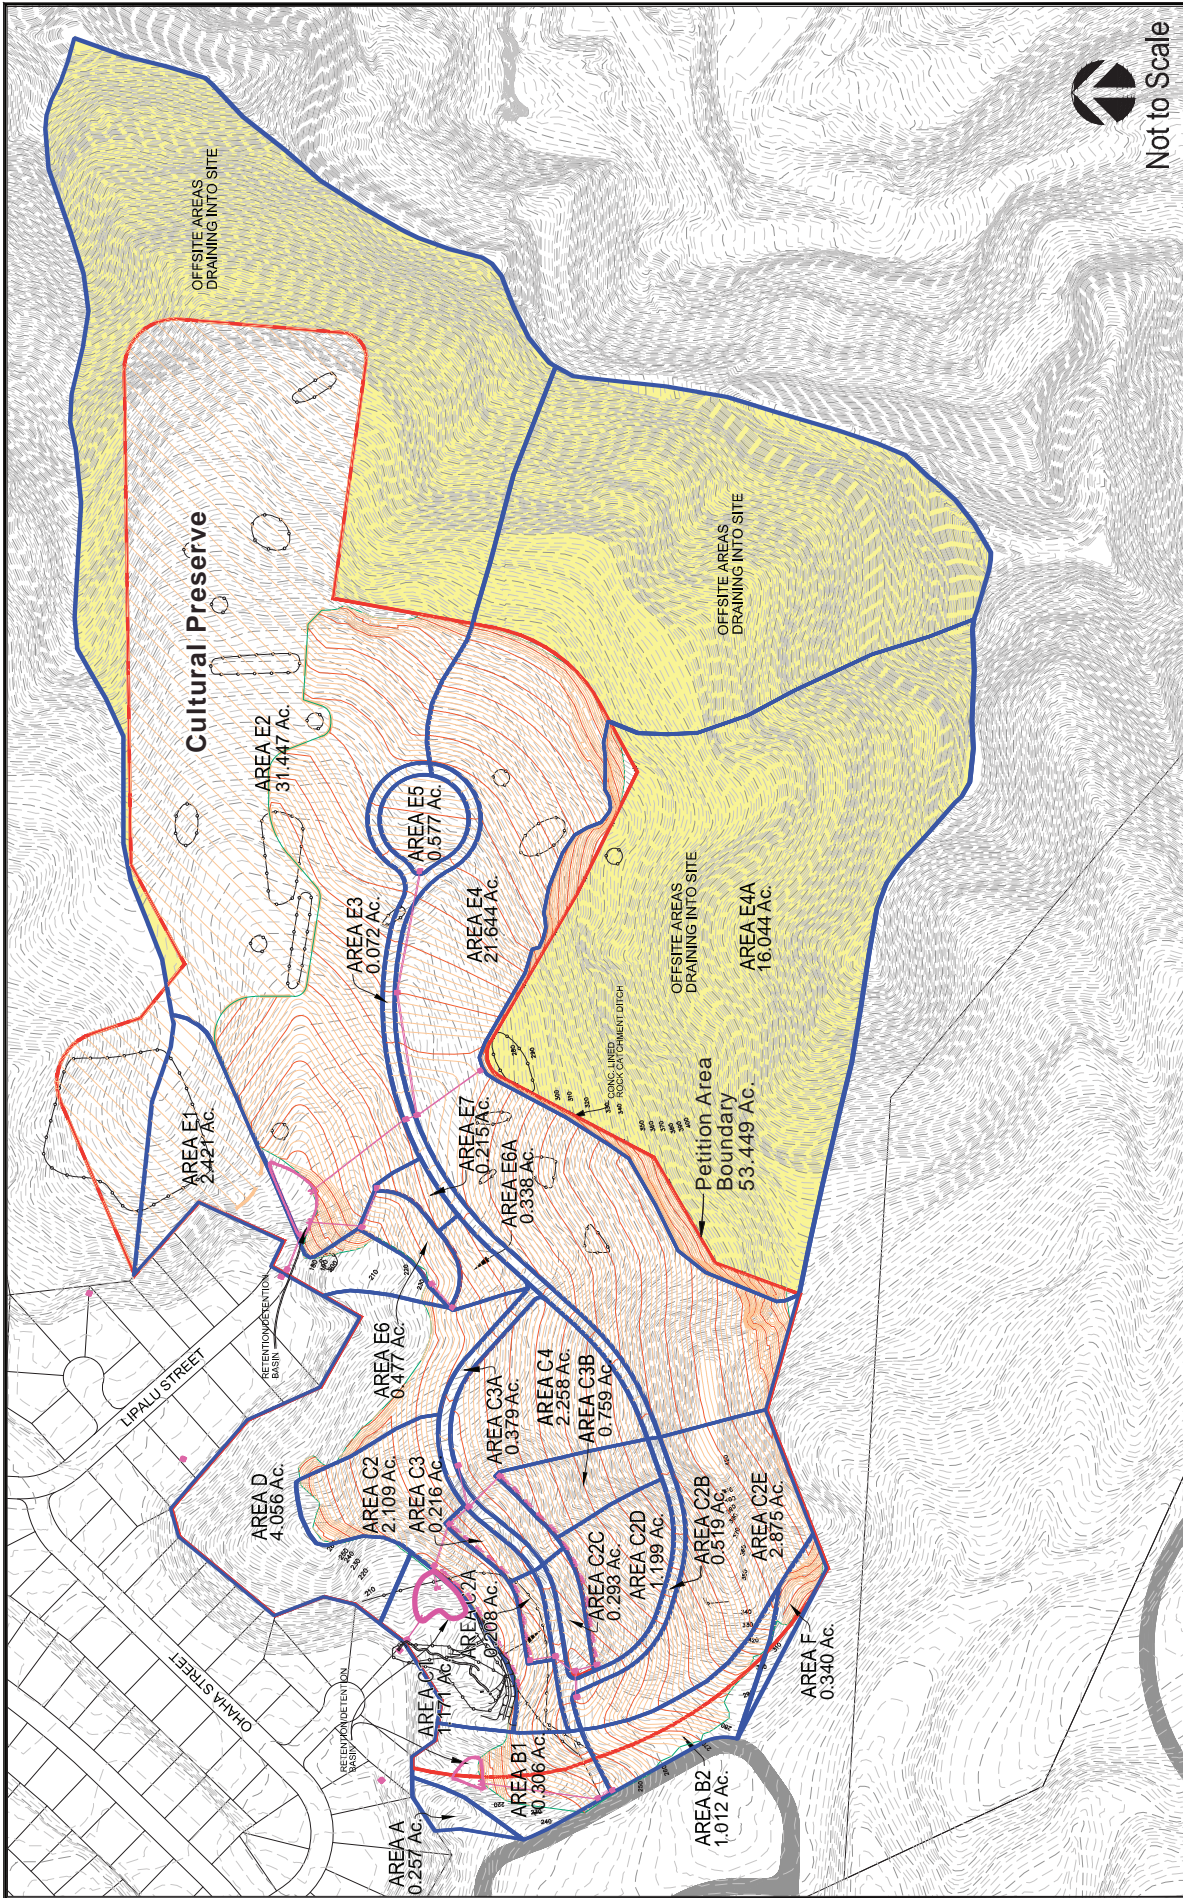 Not to Scale
OFFSITE AREAS
DRAINING INTO SITE
Cultural Preserve
OFFSITE AREAS
DRAINING INTO SITE
AREA E2
31.447 Ac.
AREA E5
0.577 Ac.
AREA E3
0.072 Ac.
AREA E4
21.644 Ac.
OFFSITE AREAS
DRAINING INTO SITE
AREA E4A
16.044 Ac.
CONC. LINED
ROCK CATCHMENT DITCH
Petition Area
Boundary
53.449 Ac.
AREA E1
2.421 Ac.
AREA E7
0.215 Ac.
AREA E6A
0.338 Ac.
RETENTION/DETENTION
BASIN
LIPALU STREET
AREA E6
0.477 Ac.
AREA C3A
0.379 Ac.
AREA C4
2.258 Ac.
AREA C3B
0.759 Ac.
AREA D
4.056 Ac.
AREA C2
2.109 Ac.
AREA C3
0.216 Ac.
AREA C2A
0.208 Ac.
AREA C2C
0.293 Ac.
AREA C2D
1.199 Ac.
AREA C2B
0.519 Ac.
AREA C2E
2.875 Ac.
OHAHA STREET
RETENTION/DETENTION
BASIN
AREA C1
1.171 Ac.
AREA F
0.340 Ac.
AREA B1
0.306 Ac.
AREA B2
1.012 Ac.
AREA A
0.257 Ac.